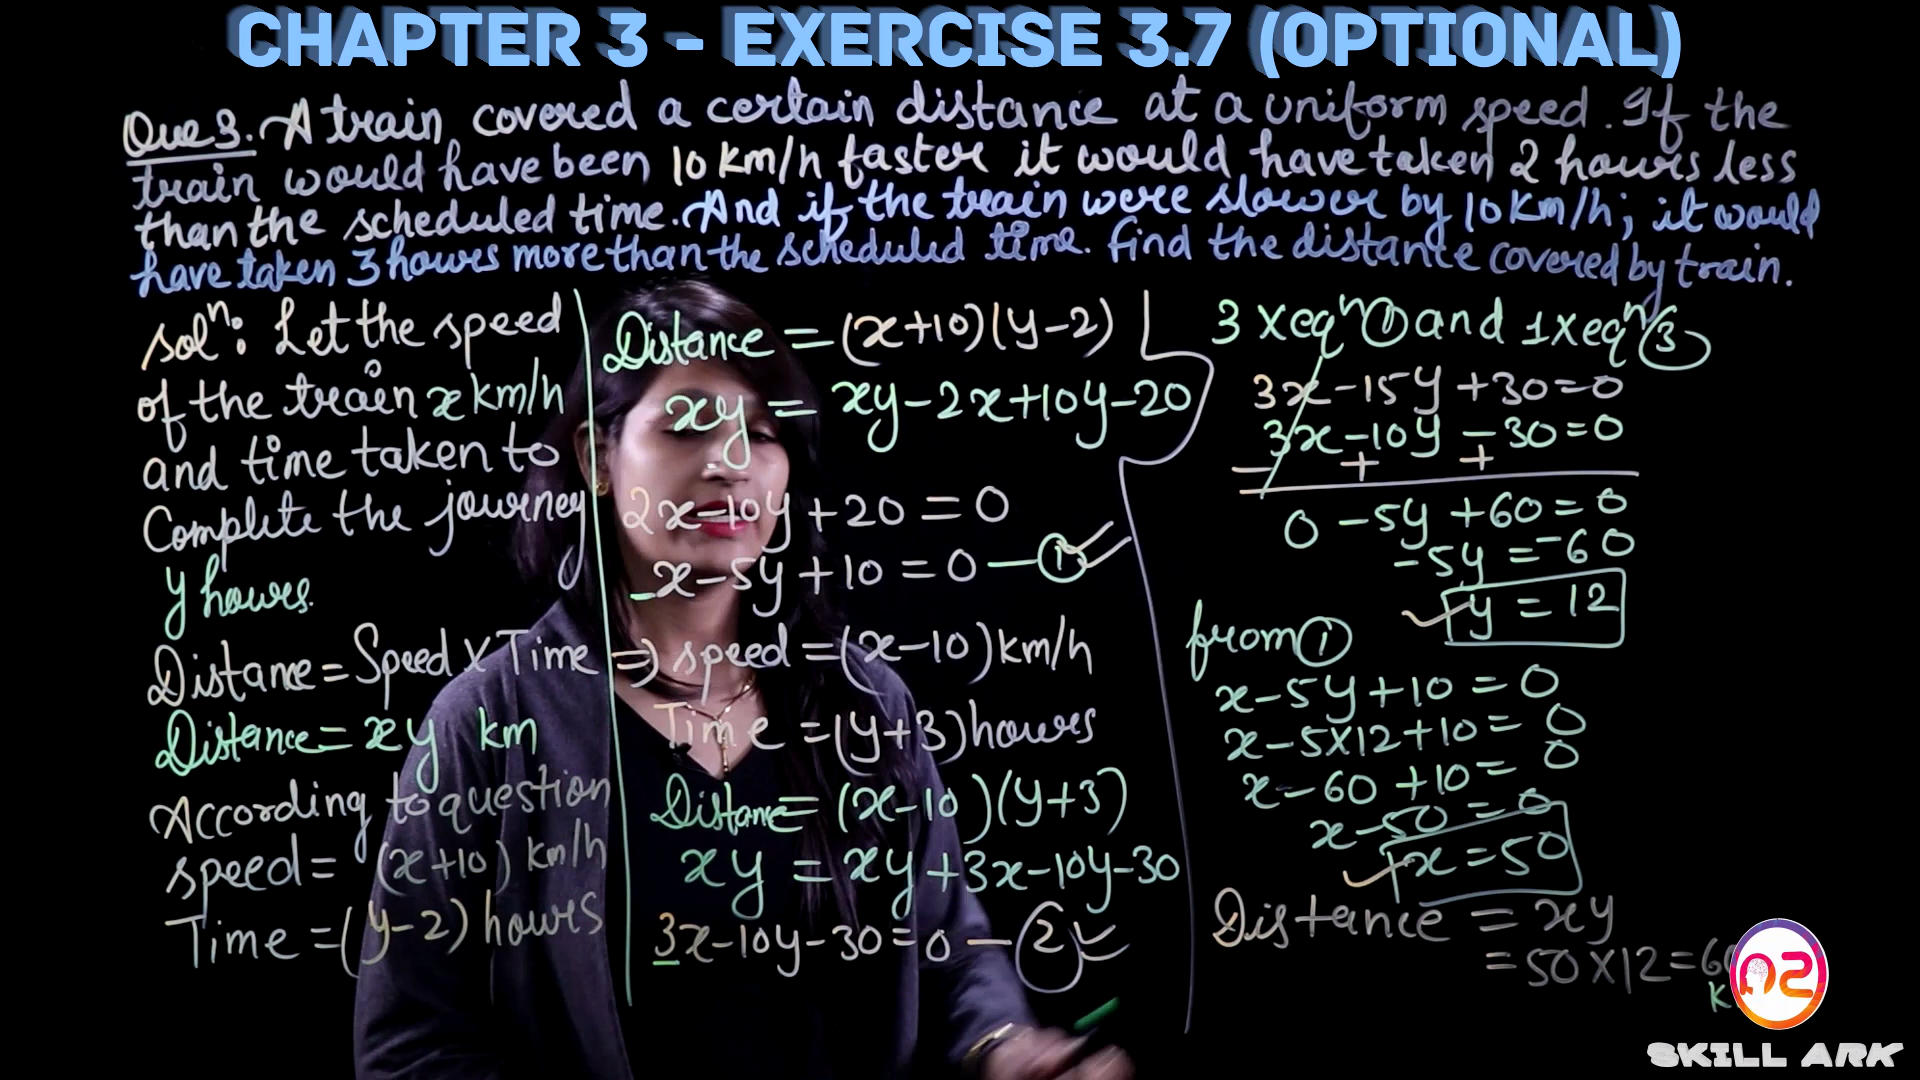 CHAPTER 3 - EXERCISE 3.7 (OPTIONAL)
Que 3. A train covered a certain distance at a uniform speed. If the
train would have been 10 km/h faster it would have taken 2 hours less
than the scheduled time. And if the train were slower by 10 km/h; it would
have taken 3 hours more than the scheduled time. find the distance covered by train.
solⁿ: Let the speed
of the train x km/h
and time taken to
Complete the journey
y hours.
Distance = Speed x Time
Distance = xy km
According to question
speed = (x+10) km/h
Time = (y-2) hours
Distance = (x+10)(y-2)
xy = xy-2x+10y-20
2x-10y+20=0
x-5y+10=0 — ①
⇒ speed = (x-10) km/h
Time = (y+3) hours
Distance = (x-10)(y+3)
xy = xy+3x-10y-30
3x-10y-30=0 — ②
3 x eqⁿ ① and 1 x eqⁿ ③
3x-15y+30=0
3x-10y-30=0
- + +
0 -5y+60=0
-5y = -60
y = 12
from ①
x-5y+10=0
x-5x12+10=0
x-60+10=0
x-50=0
x=50
Distance = xy
= 50x12=
SKILL ARK